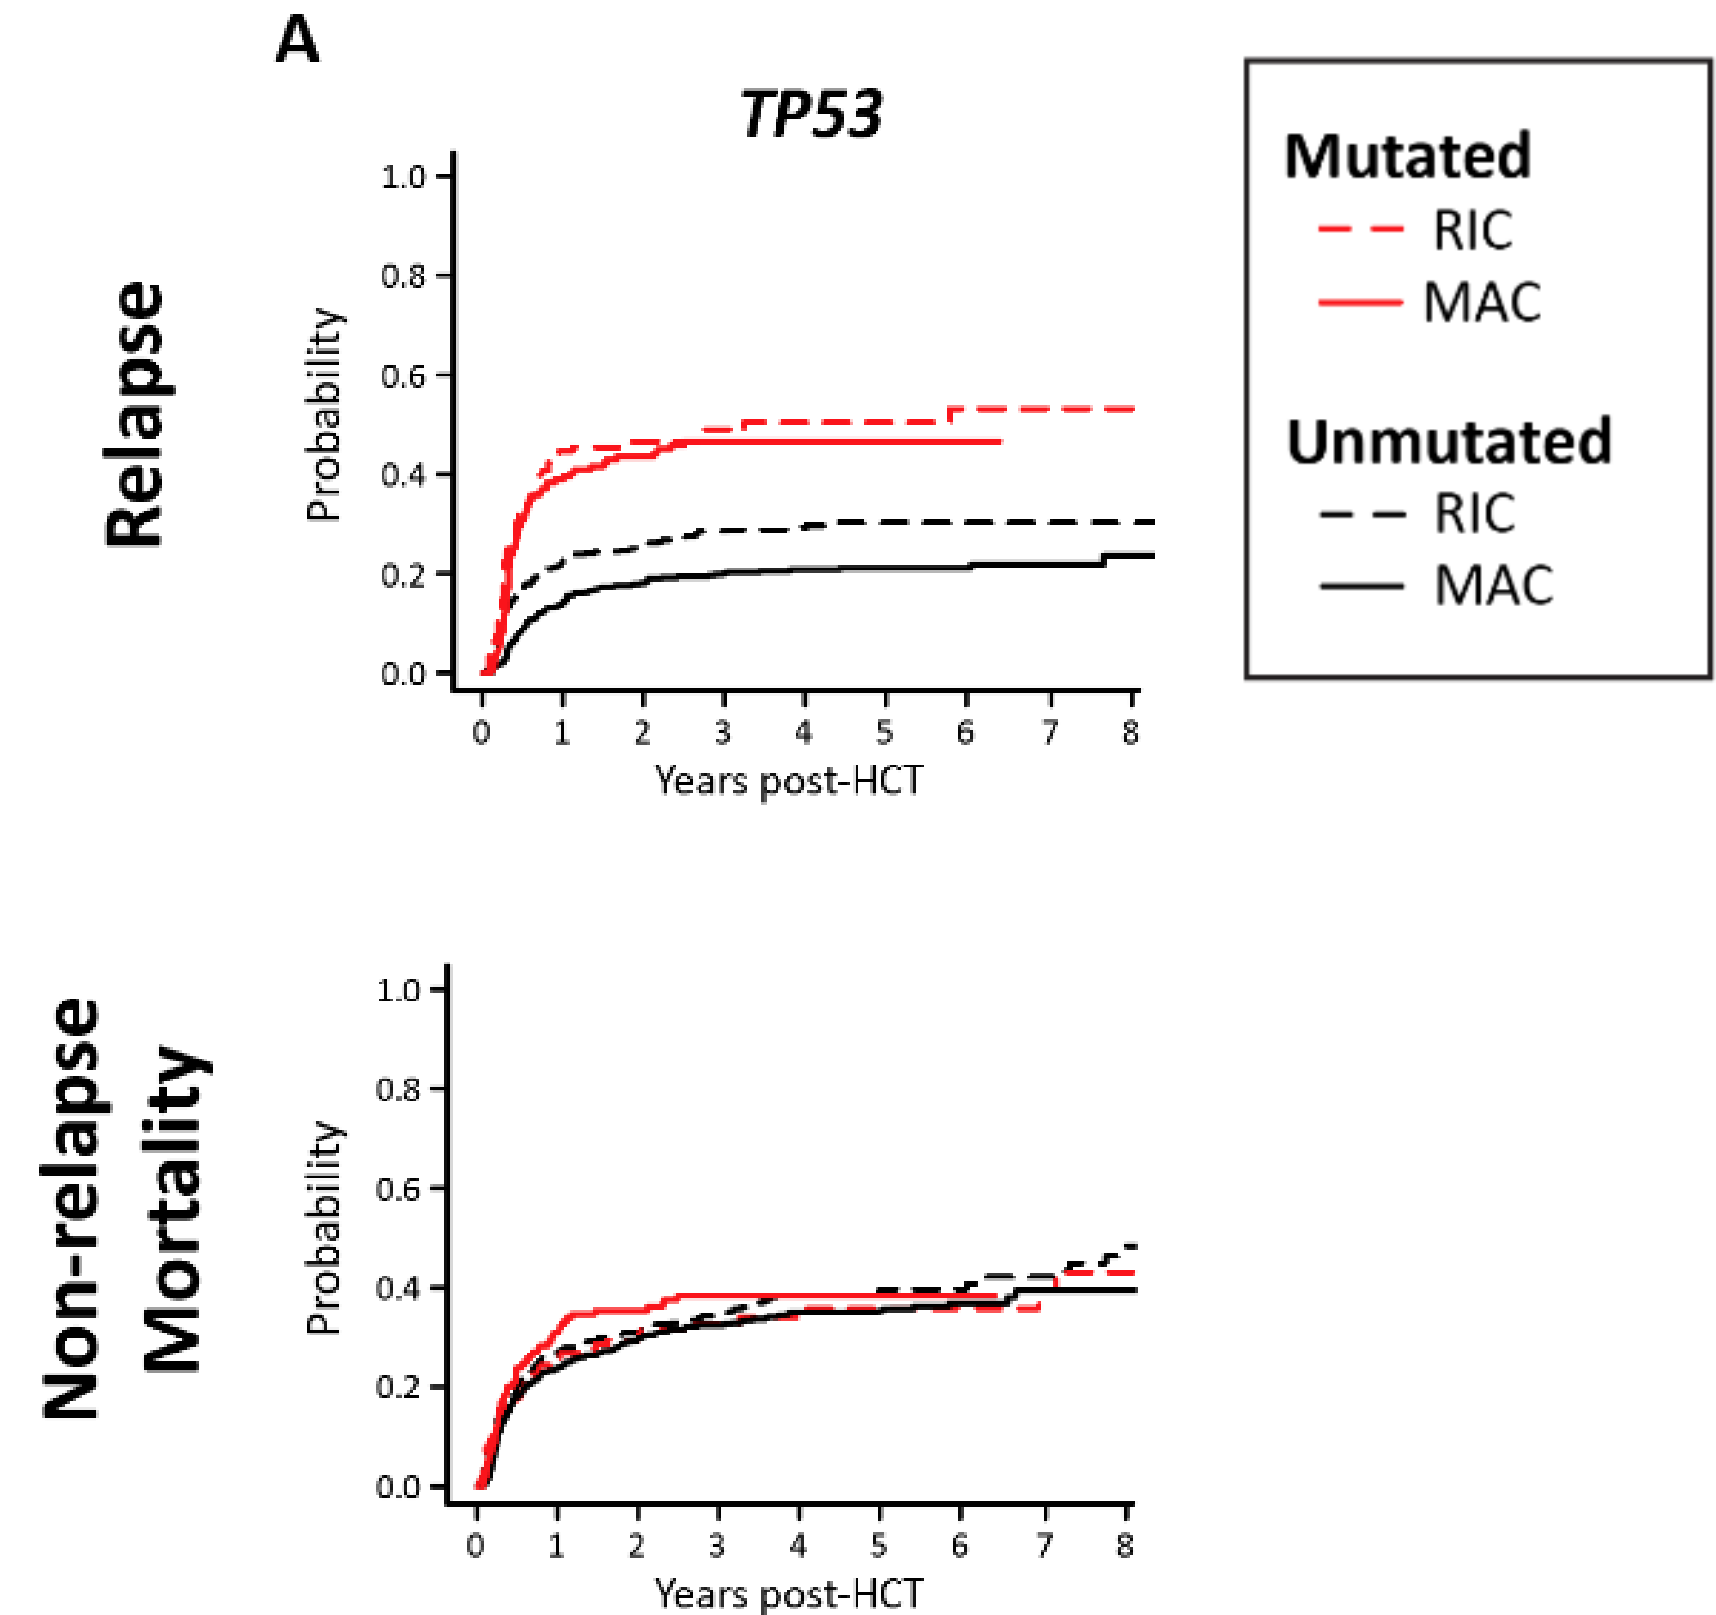 A
TP53
Relapse
Probability
1.0
0.8
0.6
0.4
0.2
0.0
0 1 2 3 4 5 6 7 8
Years post-HCT
Mutated
RIC
MAC
Unmutated
RIC
MAC
Non-relapse
Mortality
Probability
1.0
0.8
0.6
0.4
0.2
0.0
0 1 2 3 4 5 6 7 8
Years post-HCT